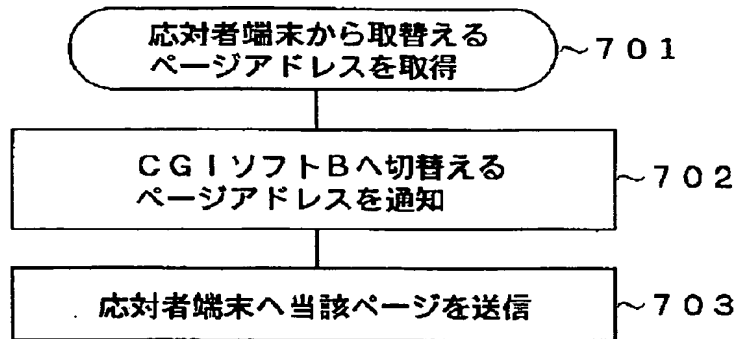 応対者端末から取替える
ページアドレスを取得
～７０１
ＣＧＩソフトＢへ切替える
ページアドレスを通知
～７０２
応対者端末へ当該ページを送信
～７０３